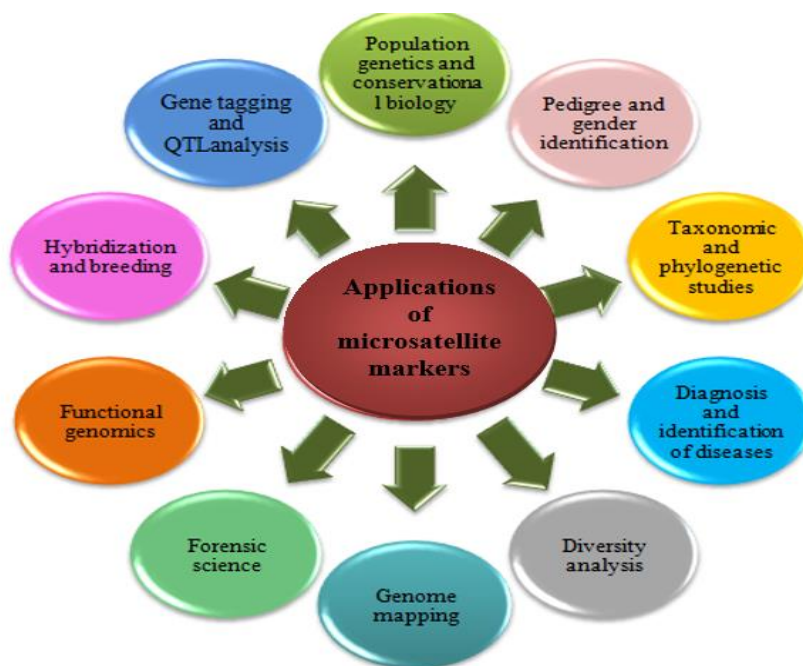 Population
genetics and
conservationa
l biology
Pedigree and
gender
identification
Taxonomic
and
phylogenetic
studies
Diagnosis
and
identification
of diseases
Diversity
analysis
Genome
mapping
Forensic
science
Functional
genomics
Hybridization
and breeding
Gene tagging
and
QTLanalysis
Applications
of
microsatellite
markers